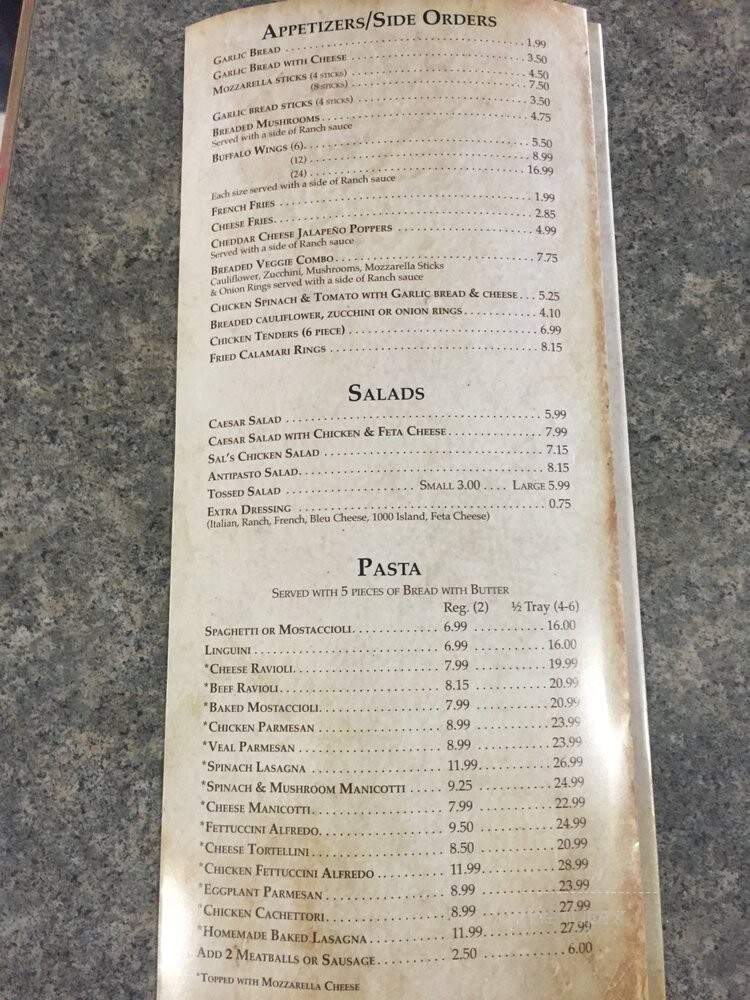 Appetizers/Side Orders
Garlic Bread 1.99
Garlic Bread with Cheese 3.50
Mozzarella sticks (4 sticks) 4.50
(8 sticks) 7.50
Garlic bread sticks (4 sticks) 3.50
Breaded Mushrooms 4.75
Served with a side of Ranch sauce
Buffalo Wings (6) 5.50
(12) 8.99
(24) 16.99
Each size served with a side of Ranch sauce
French Fries 1.99
Cheese Fries 2.85
Cheddar Cheese Jalapeño Poppers 4.99
Served with a side of Ranch sauce
Breaded Veggie Combo 7.75
Cauliflower, Zucchini, Mushrooms, Mozzarella Sticks
& Onion Rings served with a side of Ranch sauce
Chicken Spinach & Tomato with Garlic bread & cheese 5.25
Breaded cauliflower, zucchini or onion rings 4.10
Chicken Tenders (6 piece) 6.99
Fried Calamari Rings 8.15
Salads
Caesar Salad 5.99
Caesar Salad with Chicken & Feta Cheese 7.99
Sal's Chicken Salad 7.15
Antipasto Salad 8.15
Tossed Salad Small 3.00 Large 5.99
Extra Dressing 0.75
(Italian, Ranch, French, Bleu Cheese, 1000 Island, Feta Cheese)
Pasta
Served with 5 pieces of Bread with Butter
Reg. (2) ½ Tray (4-6)
Spaghetti or Mostaccioli 6.99 16.00
Linguini 6.99 16.00
*Cheese Ravioli 7.99 19.99
*Beef Ravioli 8.15 20.99
*Baked Mostaccioli 7.99 20.99
*Chicken Parmesan 8.99 23.99
*Veal Parmesan 8.99 23.99
*Spinach Lasagna 11.99 26.99
*Spinach & Mushroom Manicotti 9.25 24.99
*Cheese Manicotti 7.99 22.99
*Fettuccini Alfredo 9.50 24.99
*Cheese Tortellini 8.50 20.99
*Chicken Fettuccini Alfredo 11.99 28.99
*Eggplant Parmesan 8.99 23.99
*Chicken Cachettori 8.99 27.99
*Homemade Baked Lasagna 11.99 27.99
Add 2 Meatballs or Sausage 2.50 6.00
*Topped with Mozzarella Cheese